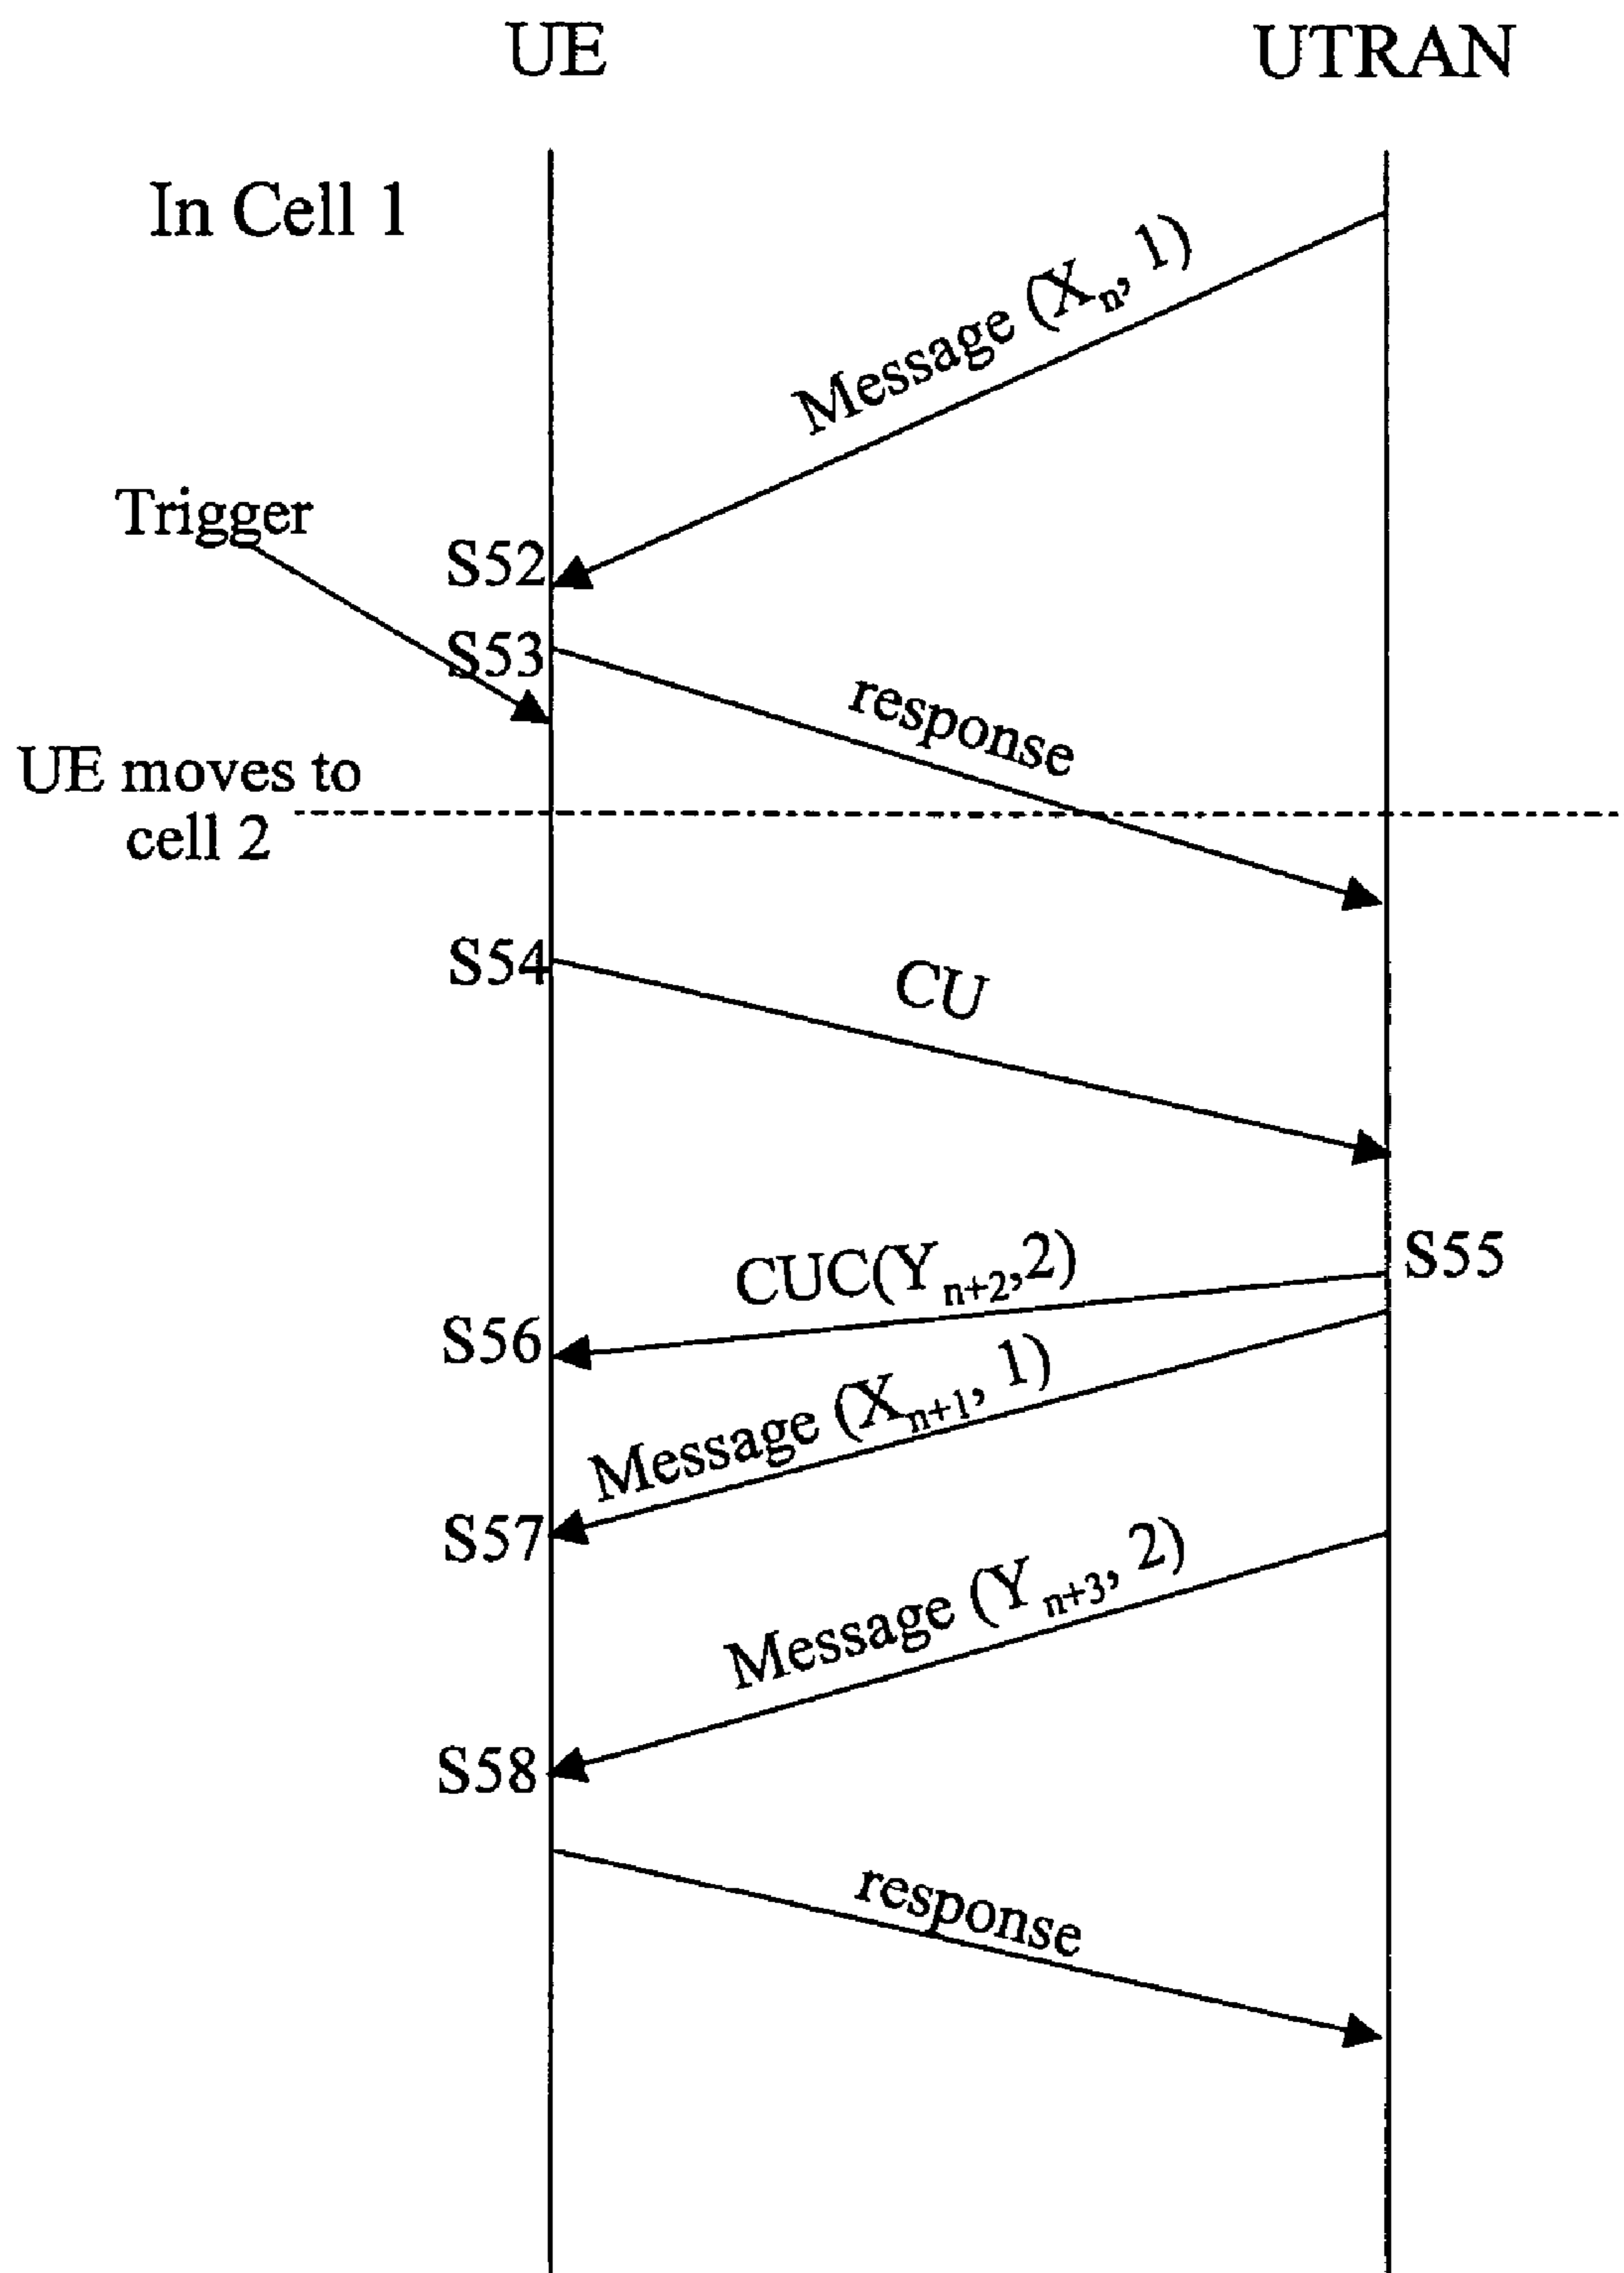 UE
UTRAN
In Cell 1
Message (Xn, 1)
Trigger
S52
S53
response
UE moves to
cell 2
S54
CU
S55
CUC(Yn+2,2)
S56
Message (Xn+1, 1)
S57
Message (Yn+3, 2)
S58
response